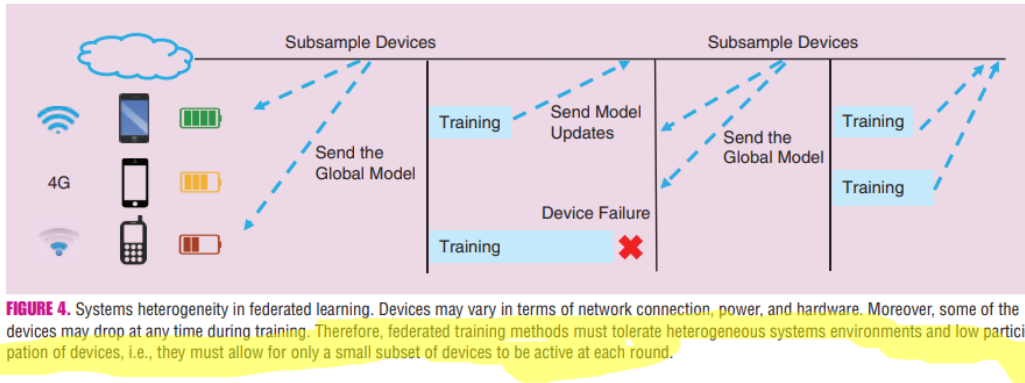 Subsample Devices
Subsample Devices
Training
Send Model
Updates
Training
Send the
Global Model
Send the
Global Model
4G
Training
Device Failure
Training
FIGURE 4. Systems heterogeneity in federated learning. Devices may vary in terms of network connection, power, and hardware. Moreover, some of the
devices may drop at any time during training. Therefore, federated training methods must tolerate heterogeneous systems environments and low partici
pation of devices, i.e., they must allow for only a small subset of devices to be active at each round.